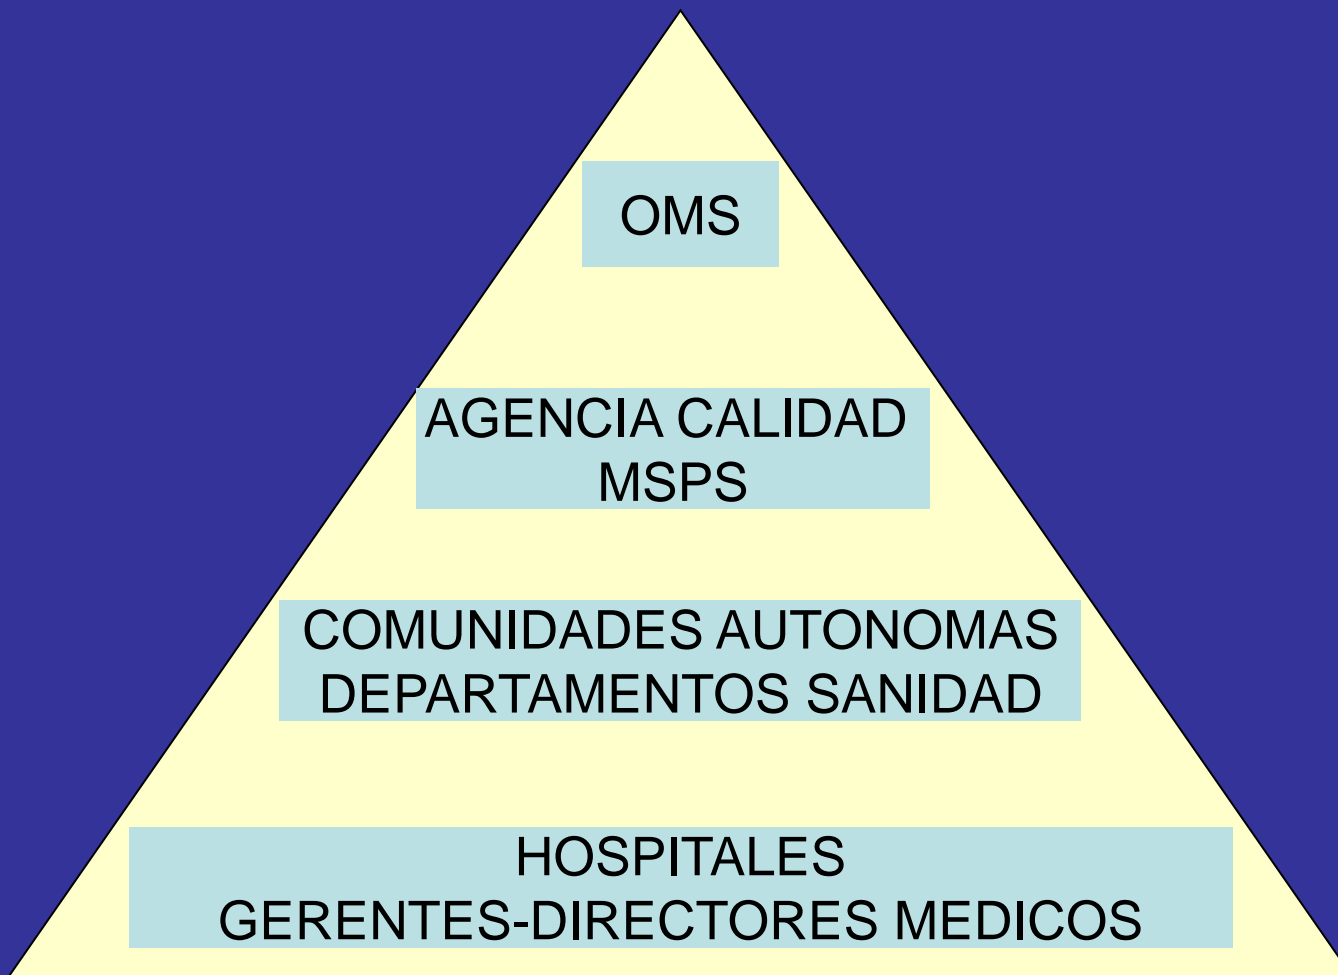 OMS
AGENCIA CALIDAD
MSPS
COMUNIDADES AUTONOMAS
DEPARTAMENTOS SANIDAD
HOSPITALES
GERENTES-DIRECTORES MEDICOS